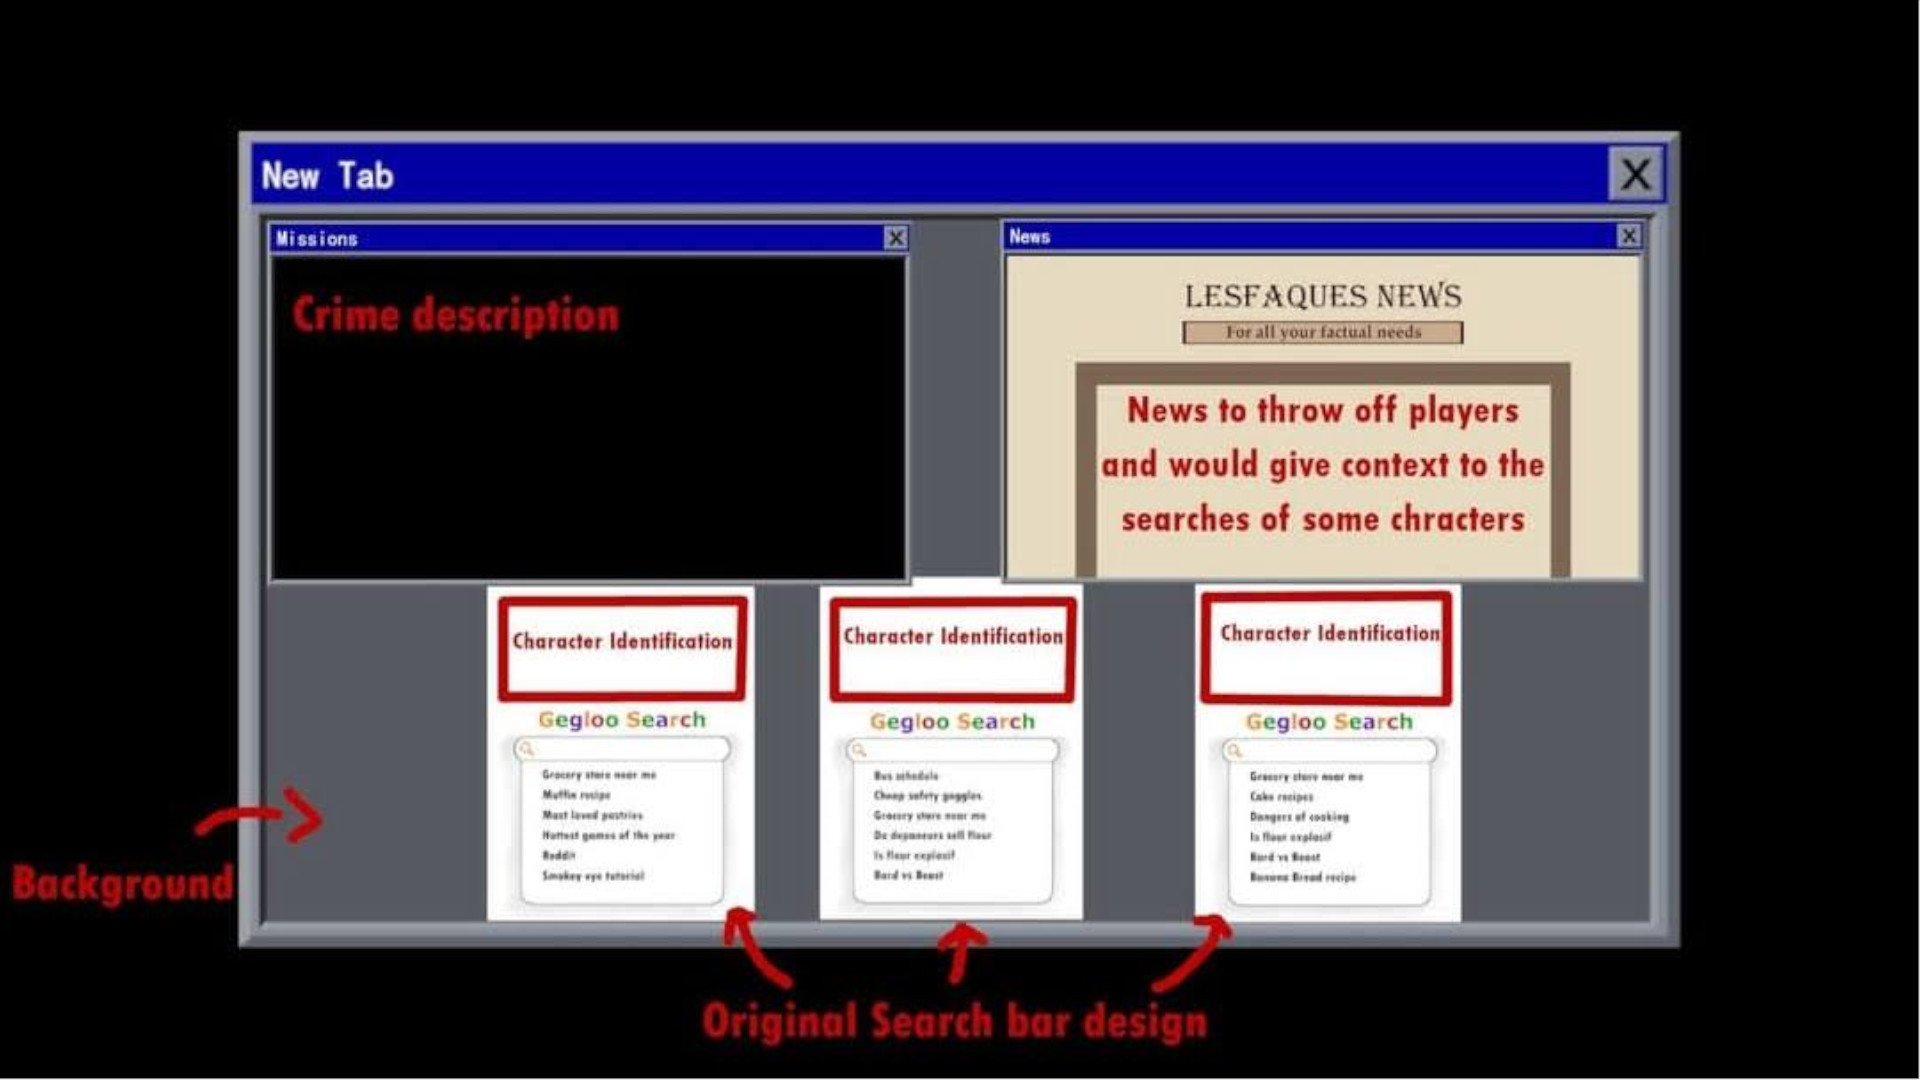 New Tab
X
Missions
X
Crime description
News
X
LESFAQUES NEWS
For all your factual needs
News to throw off players
and would give context to the
searches of some chracters
Character Identification
Gegloo Search
Grocery store near me
Muffin recipe
Most loved pastries
Hottest games of the year
Reddit
Smokey eye tutorial
Character Identification
Gegloo Search
Bus schedule
Cheap safety goggles
Grocery store near me
Do depaneurs sell flour
Is flour explosif
Bard vs Beast
Character Identification
Gegloo Search
Grocery store near me
Cake recipes
Dangers of cooking
Is flour explosif
Bard vs Beast
Banana Bread recipe
Background
Original Search bar design